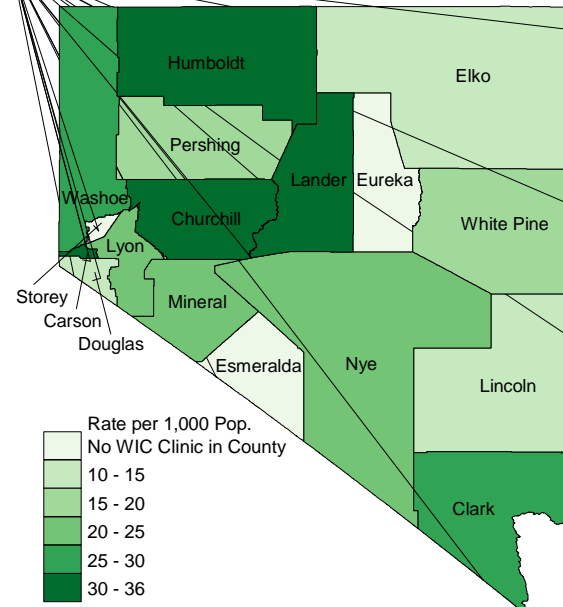 Humboldt
Elko
Pershing
Lander
Eureka
Washoe
Churchill
White Pine
Lyon
Storey
Mineral
Carson
Douglas
Esmeralda
Nye
Lincoln
Clark
Rate per 1,000 Pop.
No WIC Clinic in County
10 - 15
15 - 20
20 - 25
25 - 30
30 - 36